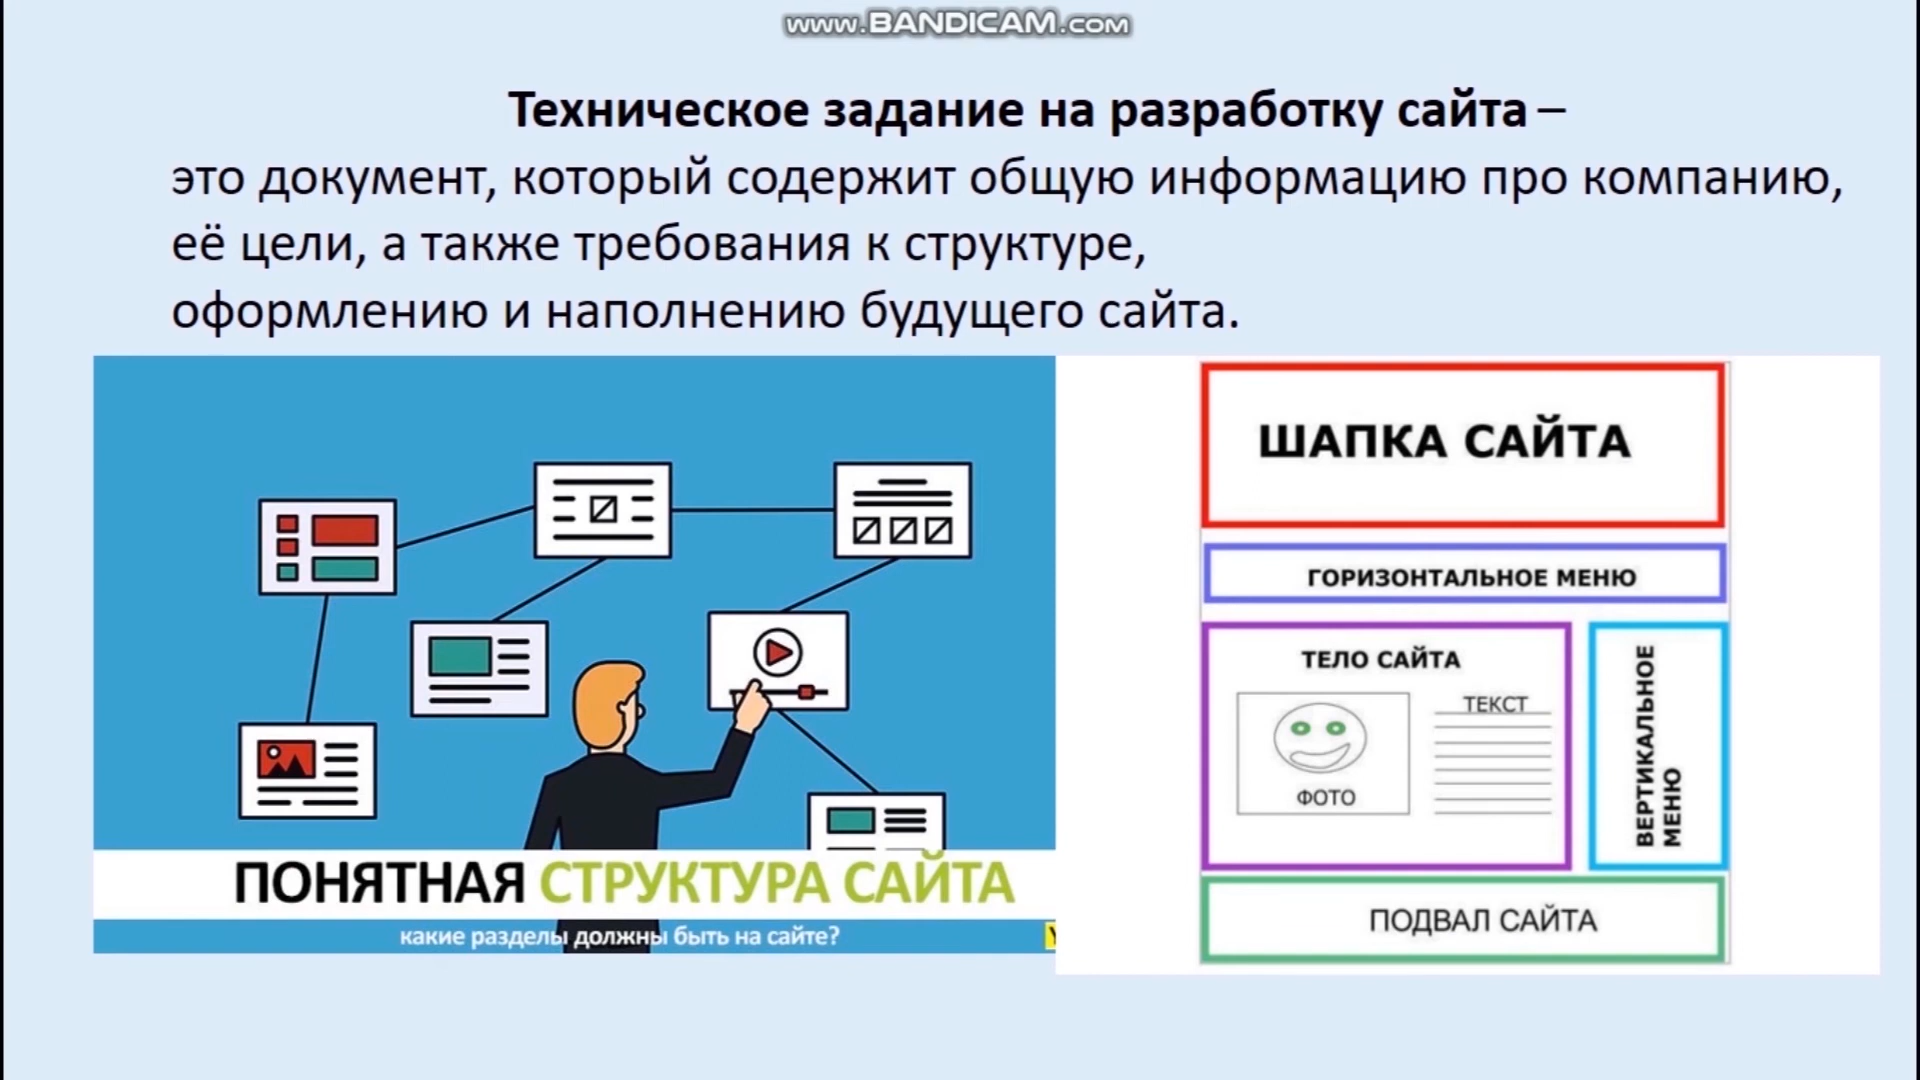 www.BANDICAM.com
Техническое задание на разработку сайта –
это документ, который содержит общую информацию про компанию,
её цели, а также требования к структуре,
оформлению и наполнению будущего сайта.
ПОНЯТНАЯ СТРУКТУРА САЙТА
какие разделы должны быть на сайте?
ШАПКА САЙТА
ГОРИЗОНТАЛЬНОЕ МЕНЮ
ТЕЛО САЙТА
ТЕКСТ
ФОТО
ВЕРТИКАЛЬНОЕ
МЕНЮ
ПОДВАЛ САЙТА